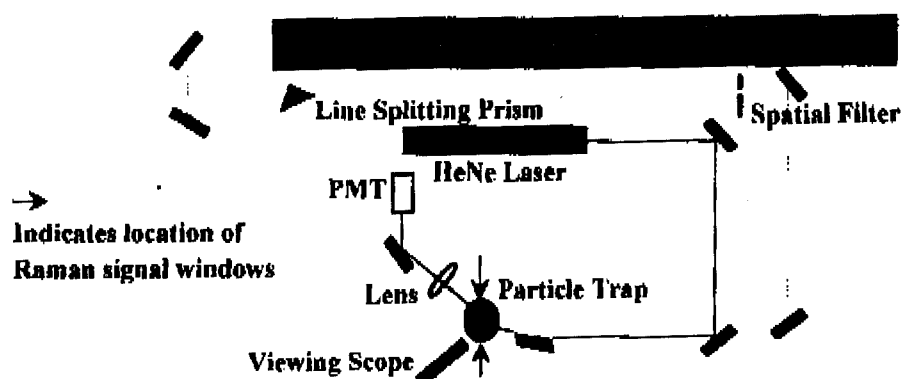 Line Splitting Prism
Spatial Filter
HeNe Laser
PMT
Indicates location of
Raman signal windows
Lens
Particle Trap
Viewing Scope